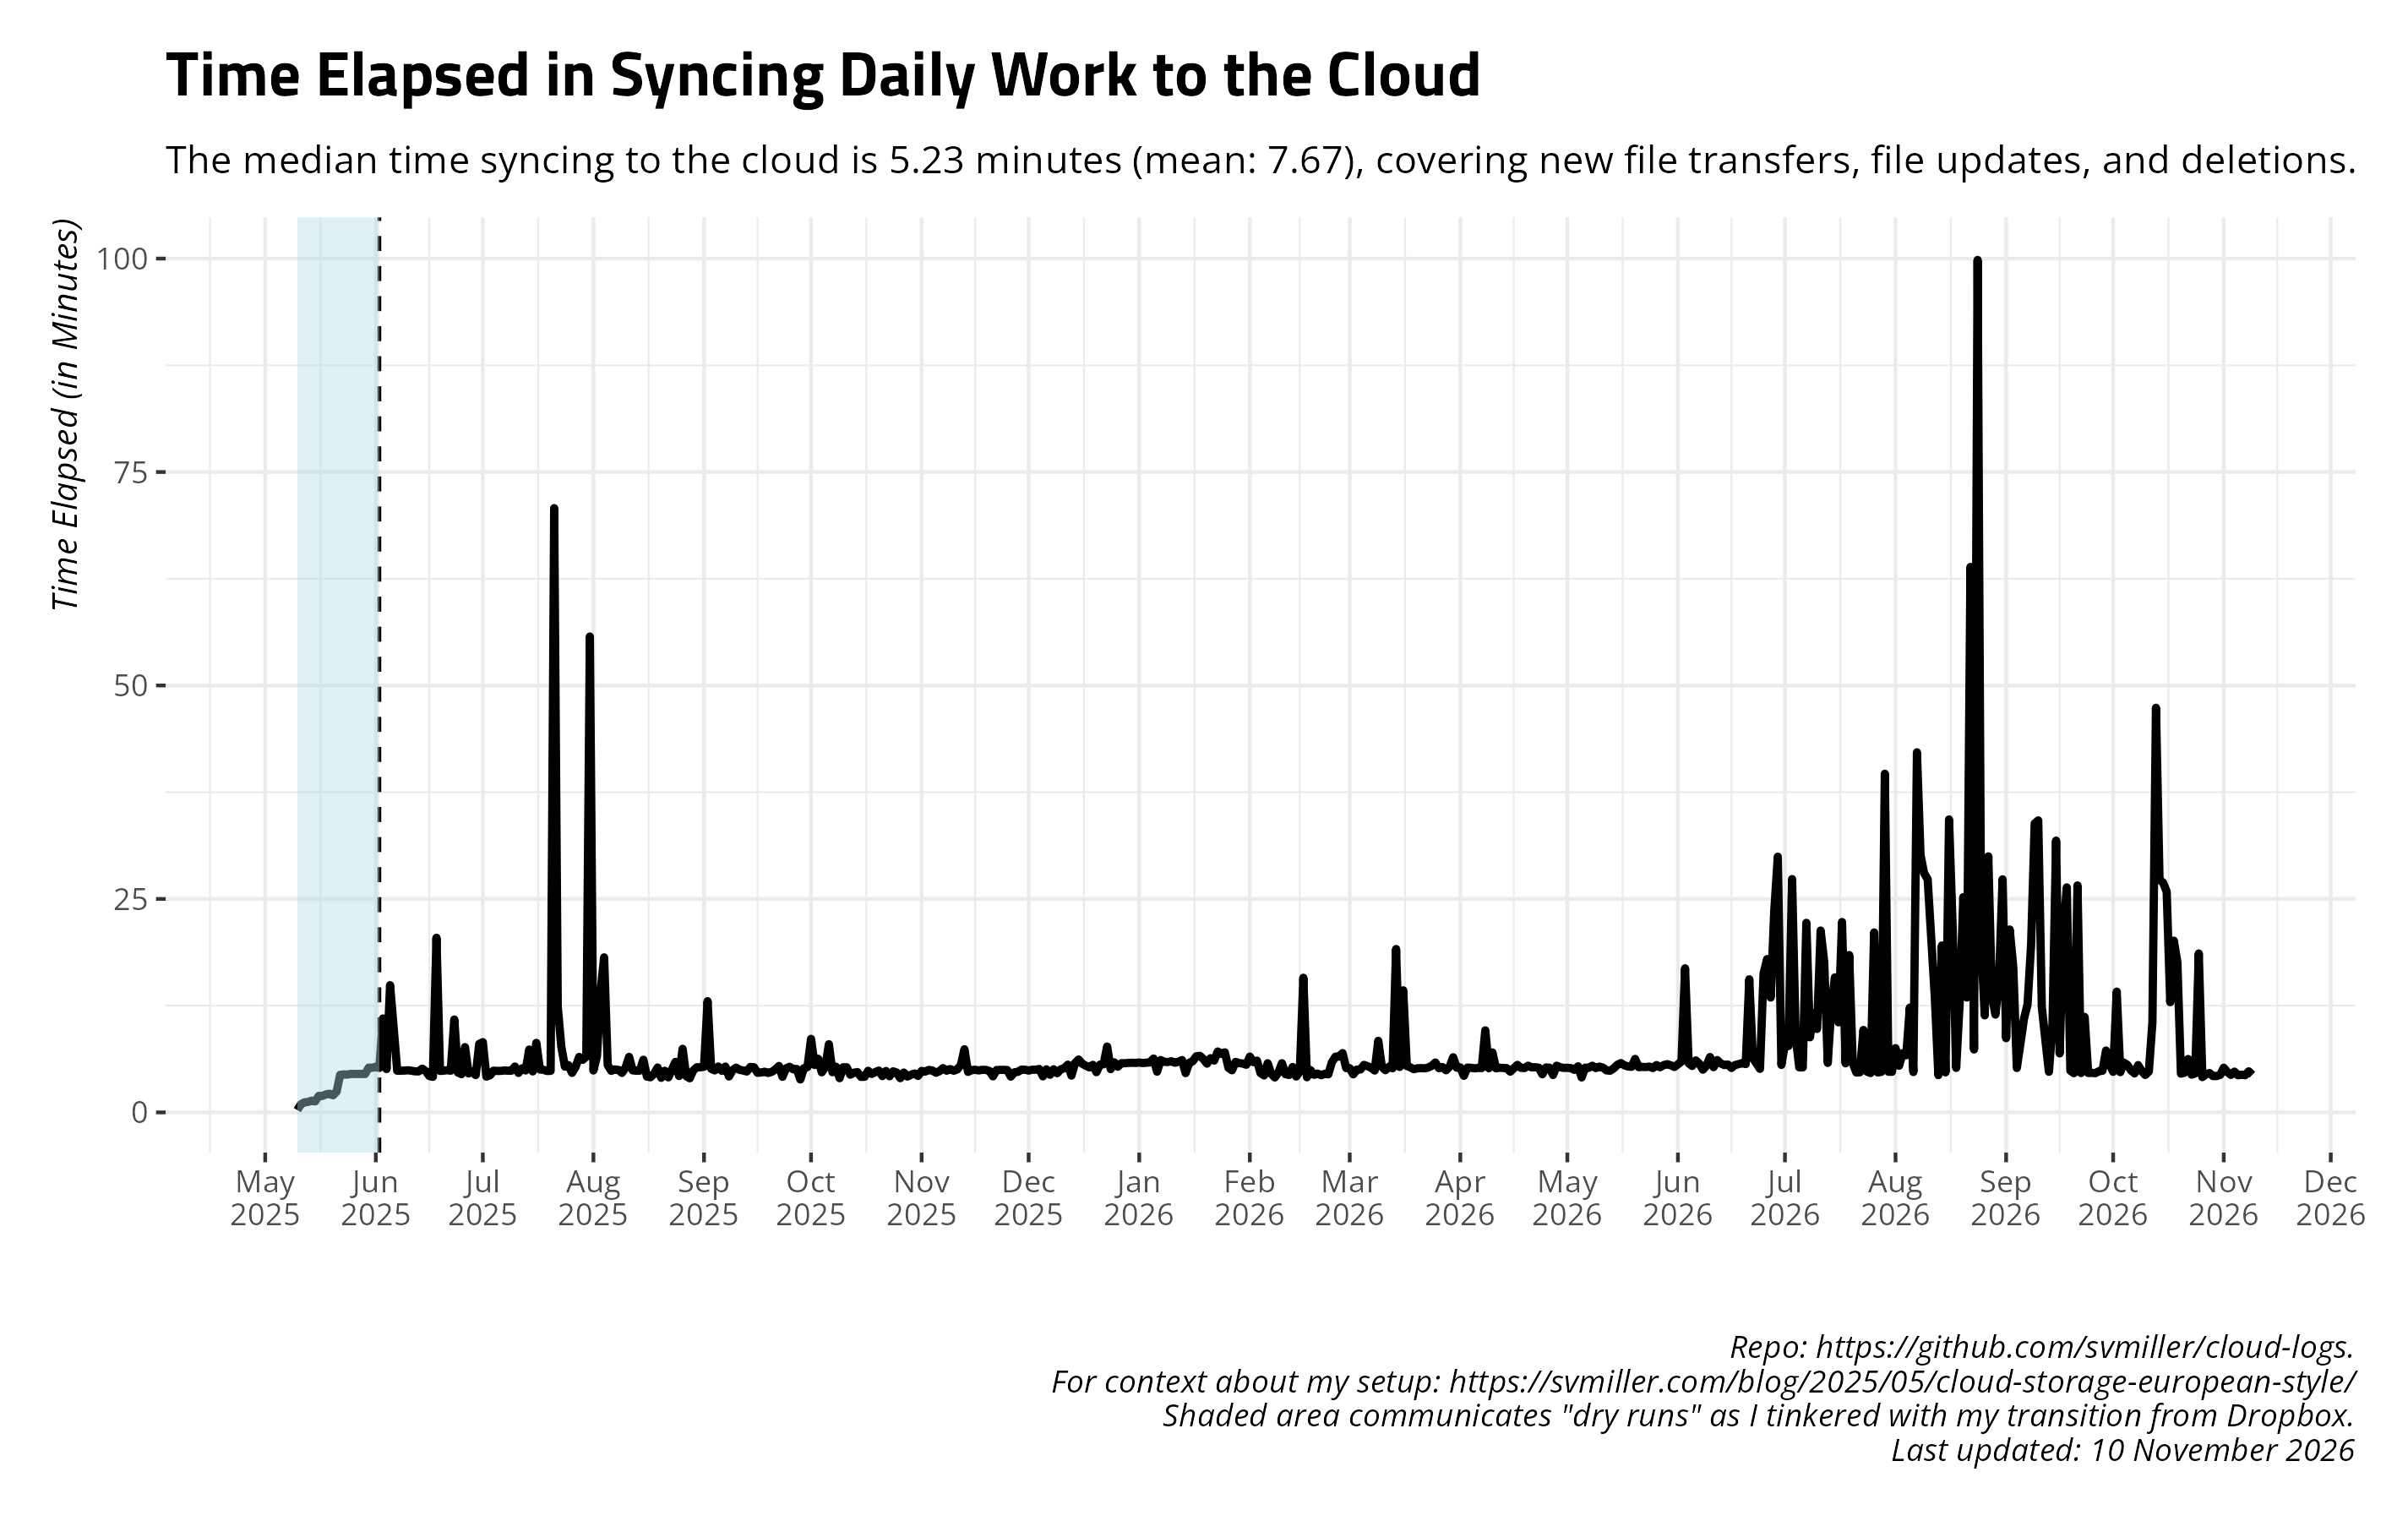 Time Elapsed in Syncing Daily Work to the Cloud
The median time syncing to the cloud is 5.23 minutes (mean: 7.67), covering new file transfers, file updates, and deletions.
Time Elapsed (in Minutes)
100
75
50
25
0
May Jun Jul Aug Sep Oct Nov Dec Jan Feb Mar Apr May Jun Jul Aug Sep Oct Nov Dec
2025 2025 2025 2025 2025 2025 2025 2025 2026 2026 2026 2026 2026 2026 2026 2026 2026 2026 2026 2026
Repo: https://github.com/svmiller/cloud-logs.
For context about my setup: https://svmiller.com/blog/2025/05/cloud-storage-european-style/
Shaded area communicates "dry runs" as I tinkered with my transition from Dropbox.
Last updated: 10 November 2026